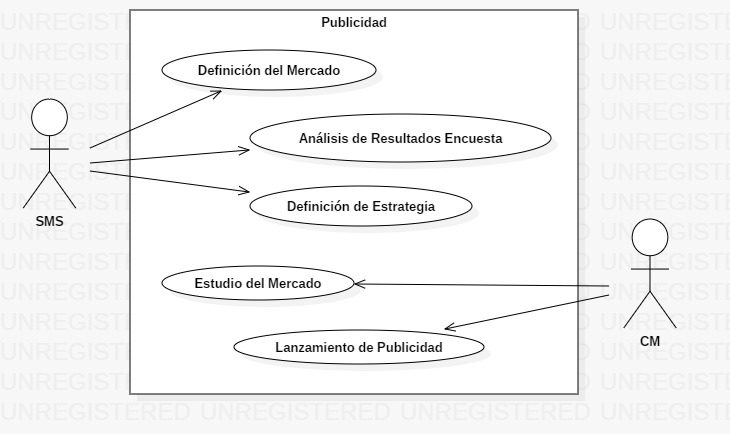 Publicidad
Definición del Mercado
Análisis de Resultados Encuesta
Definición de Estrategia
SMS
Estudio del Mercado
CM
Lanzamiento de Publicidad
UNREGISTERED UNREGISTERED UNREGISTERED UNREGISTERED